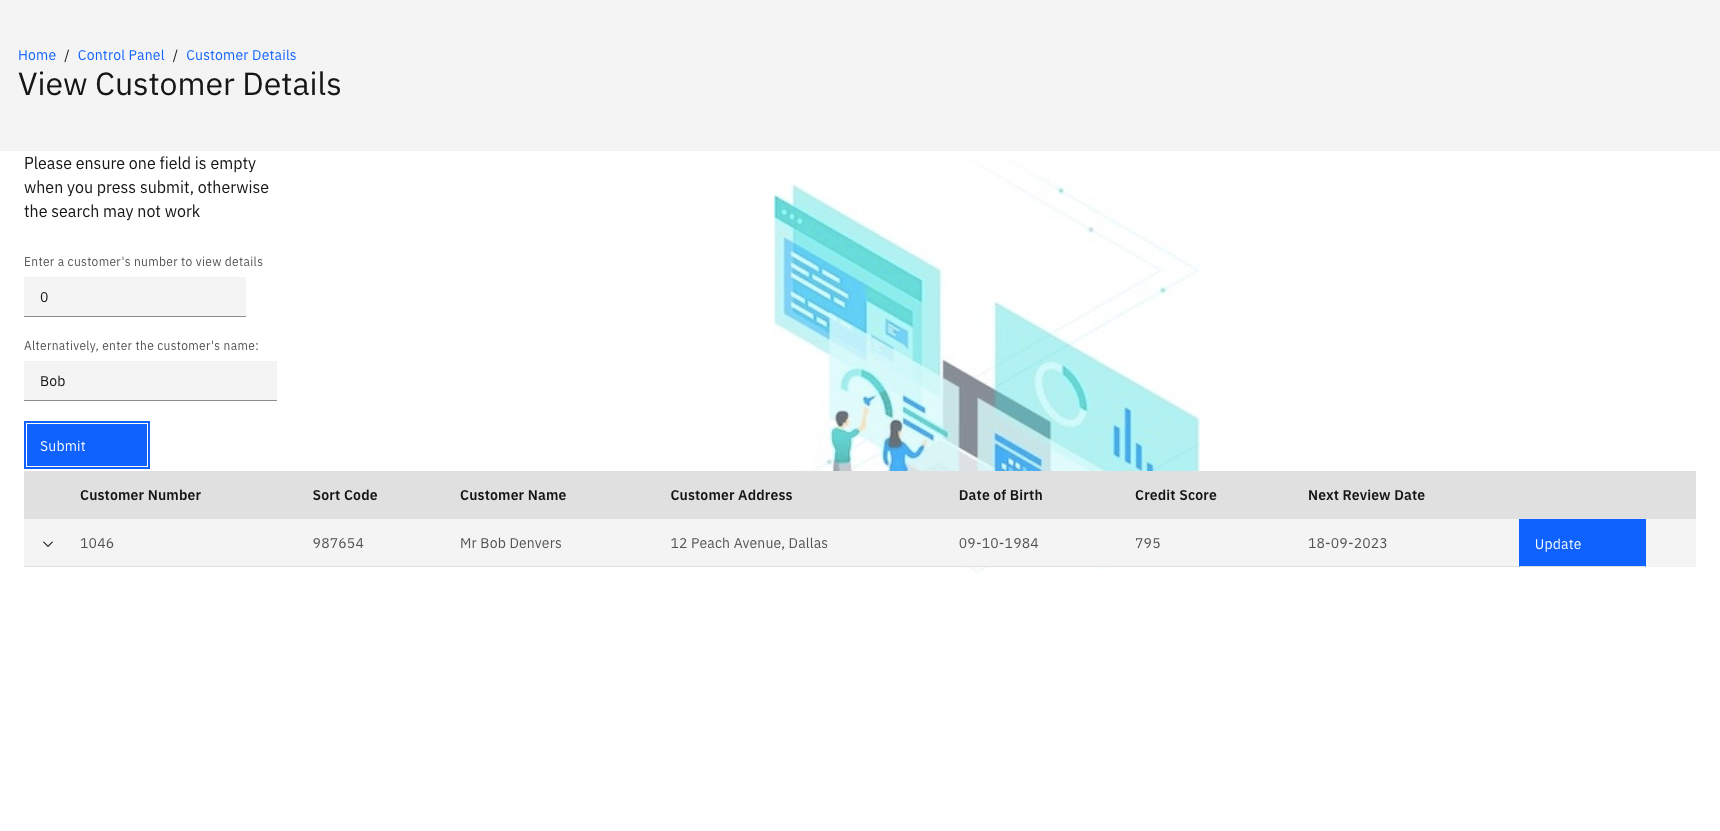 Home / Control Panel / Customer Details
View Customer Details
Please ensure one field is empty
when you press submit, otherwise
the search may not work
Enter a customer's number to view details
0
Alternatively, enter the customer's name:
Bob
Submit
Customer Number Sort Code Customer Name Customer Address Date of Birth Credit Score Next Review Date
1046 987654 Mr Bob Denvers 12 Peach Avenue, Dallas 09-10-1984 795 18-09-2023 Update